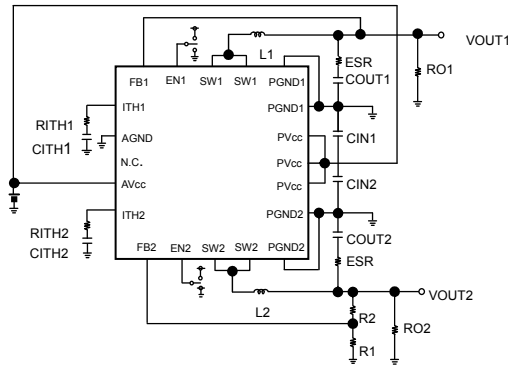 VOUT1
L1
ESR
COUT1
RO1
FB1 EN1 SW1 SW1 PGND1
ITH1
RITH1
CITH1
AGND
N.C.
AVcc
ITH2
RITH2
CITH2
PGND1
PVcc
PVcc
PVcc
PGND2
CIN1
CIN2
COUT2
ESR
FB2 EN2 SW2 SW2 PGND2
L2
VOUT2
R2
R1
RO2